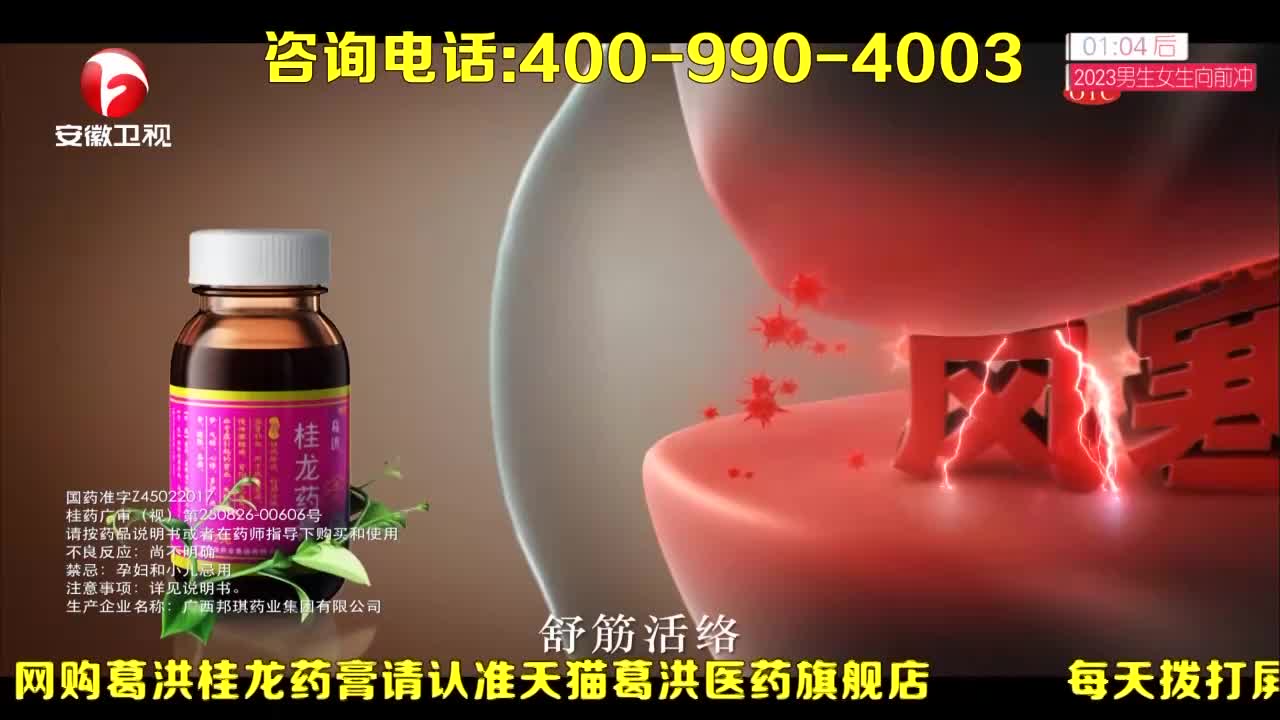 咨询电话:400-990-4003
01:04 后
2023男生女生向前冲
OTC
安徽卫视
风寒
葛洪
桂龙药
国药准字Z45022017
桂药广审（视）第250826-00606号
请按药品说明书或者在药师指导下购买和使用
不良反应：尚不明确
禁忌：孕妇和小儿忌用
注意事项：详见说明书。
生产企业名称：广西邦琪药业集团有限公司
舒筋活络
网购葛洪桂龙药膏请认准天猫葛洪医药旗舰店
每天拨打屏